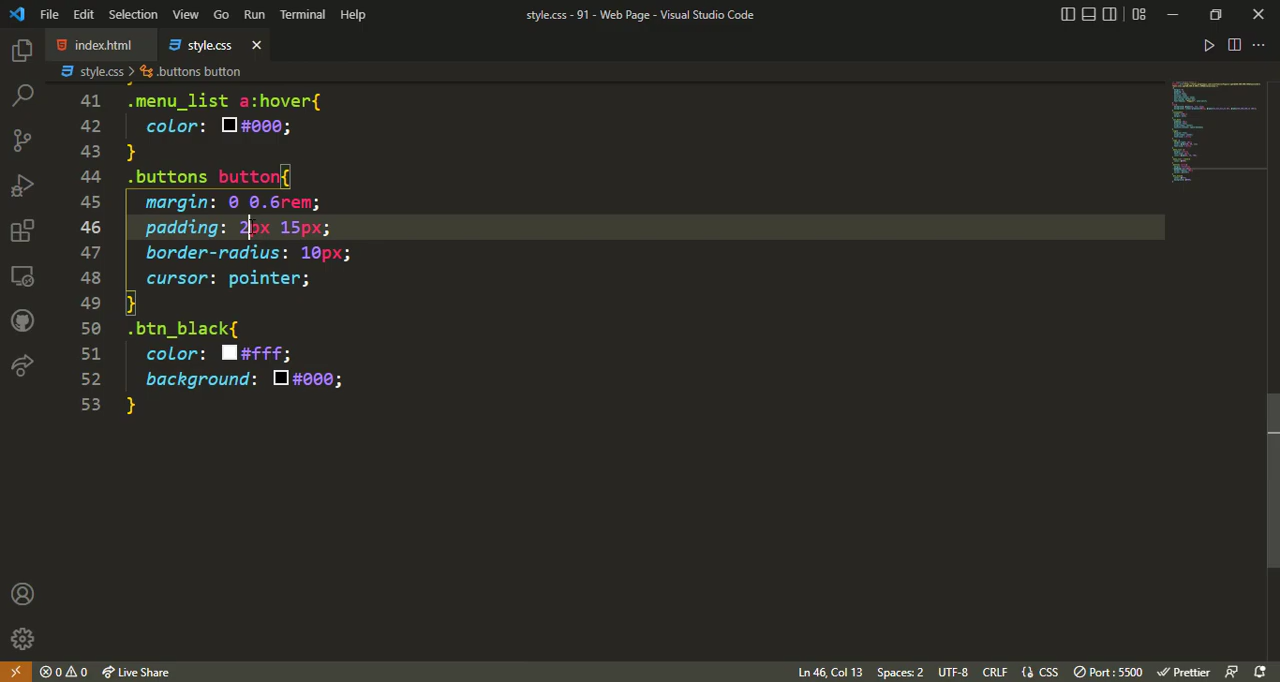 File Edit Selection View Go Run Terminal Help
style.css - 91 - Web Page - Visual Studio Code
index.html
style.css
style.css > .buttons button
41 .menu_list a:hover{
42 color: #000;
43 }
44 .buttons button{
45 margin: 0 0.6rem;
46 padding: 2px 15px;
47 border-radius: 10px;
48 cursor: pointer;
49 }
50 .btn_black{
51 color: #fff;
52 background: #000;
53 }
0 0 Live Share Ln 46, Col 13 Spaces: 2 UTF-8 CRLF {} CSS Port : 5500 Prettier